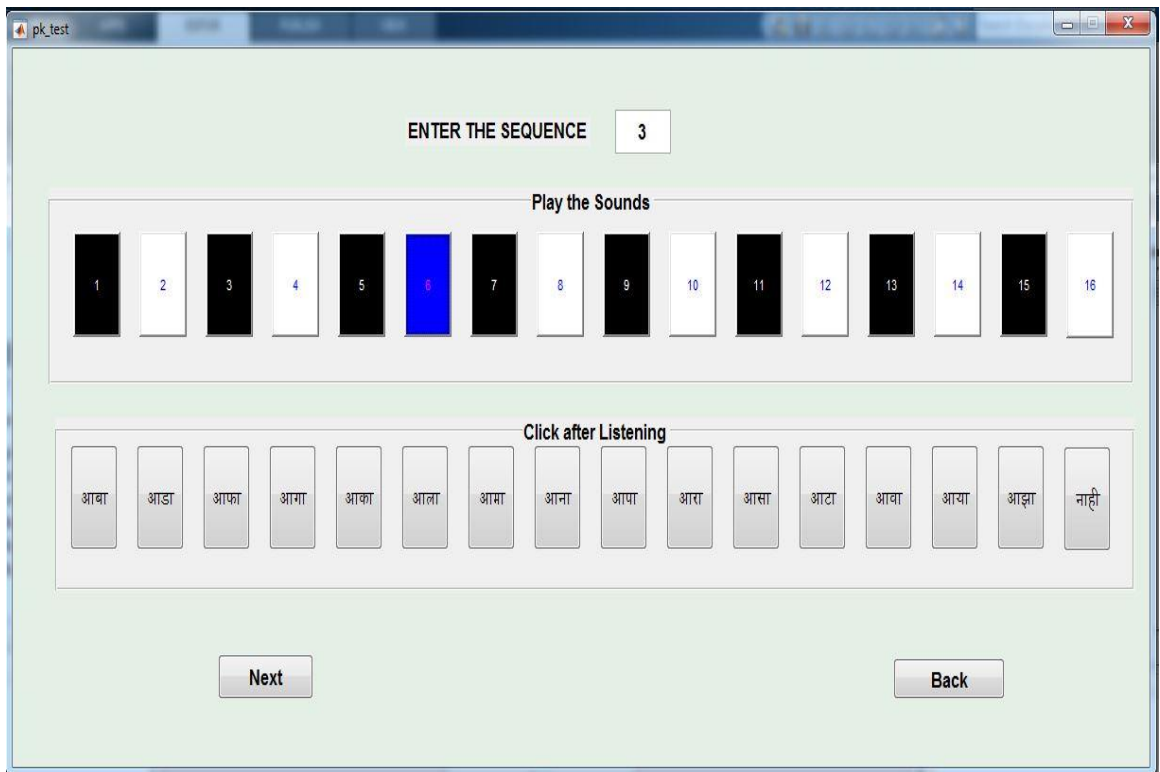 pk_test
ENTER THE SEQUENCE 3
Play the Sounds
1 2 3 4 5 6 7 8 9 10 11 12 13 14 15 16
Click after Listening
आबा आडा आफा आगा आका आला आमा आना आपा आरा आसा आटा आवा आया आझा नाही
Next Back